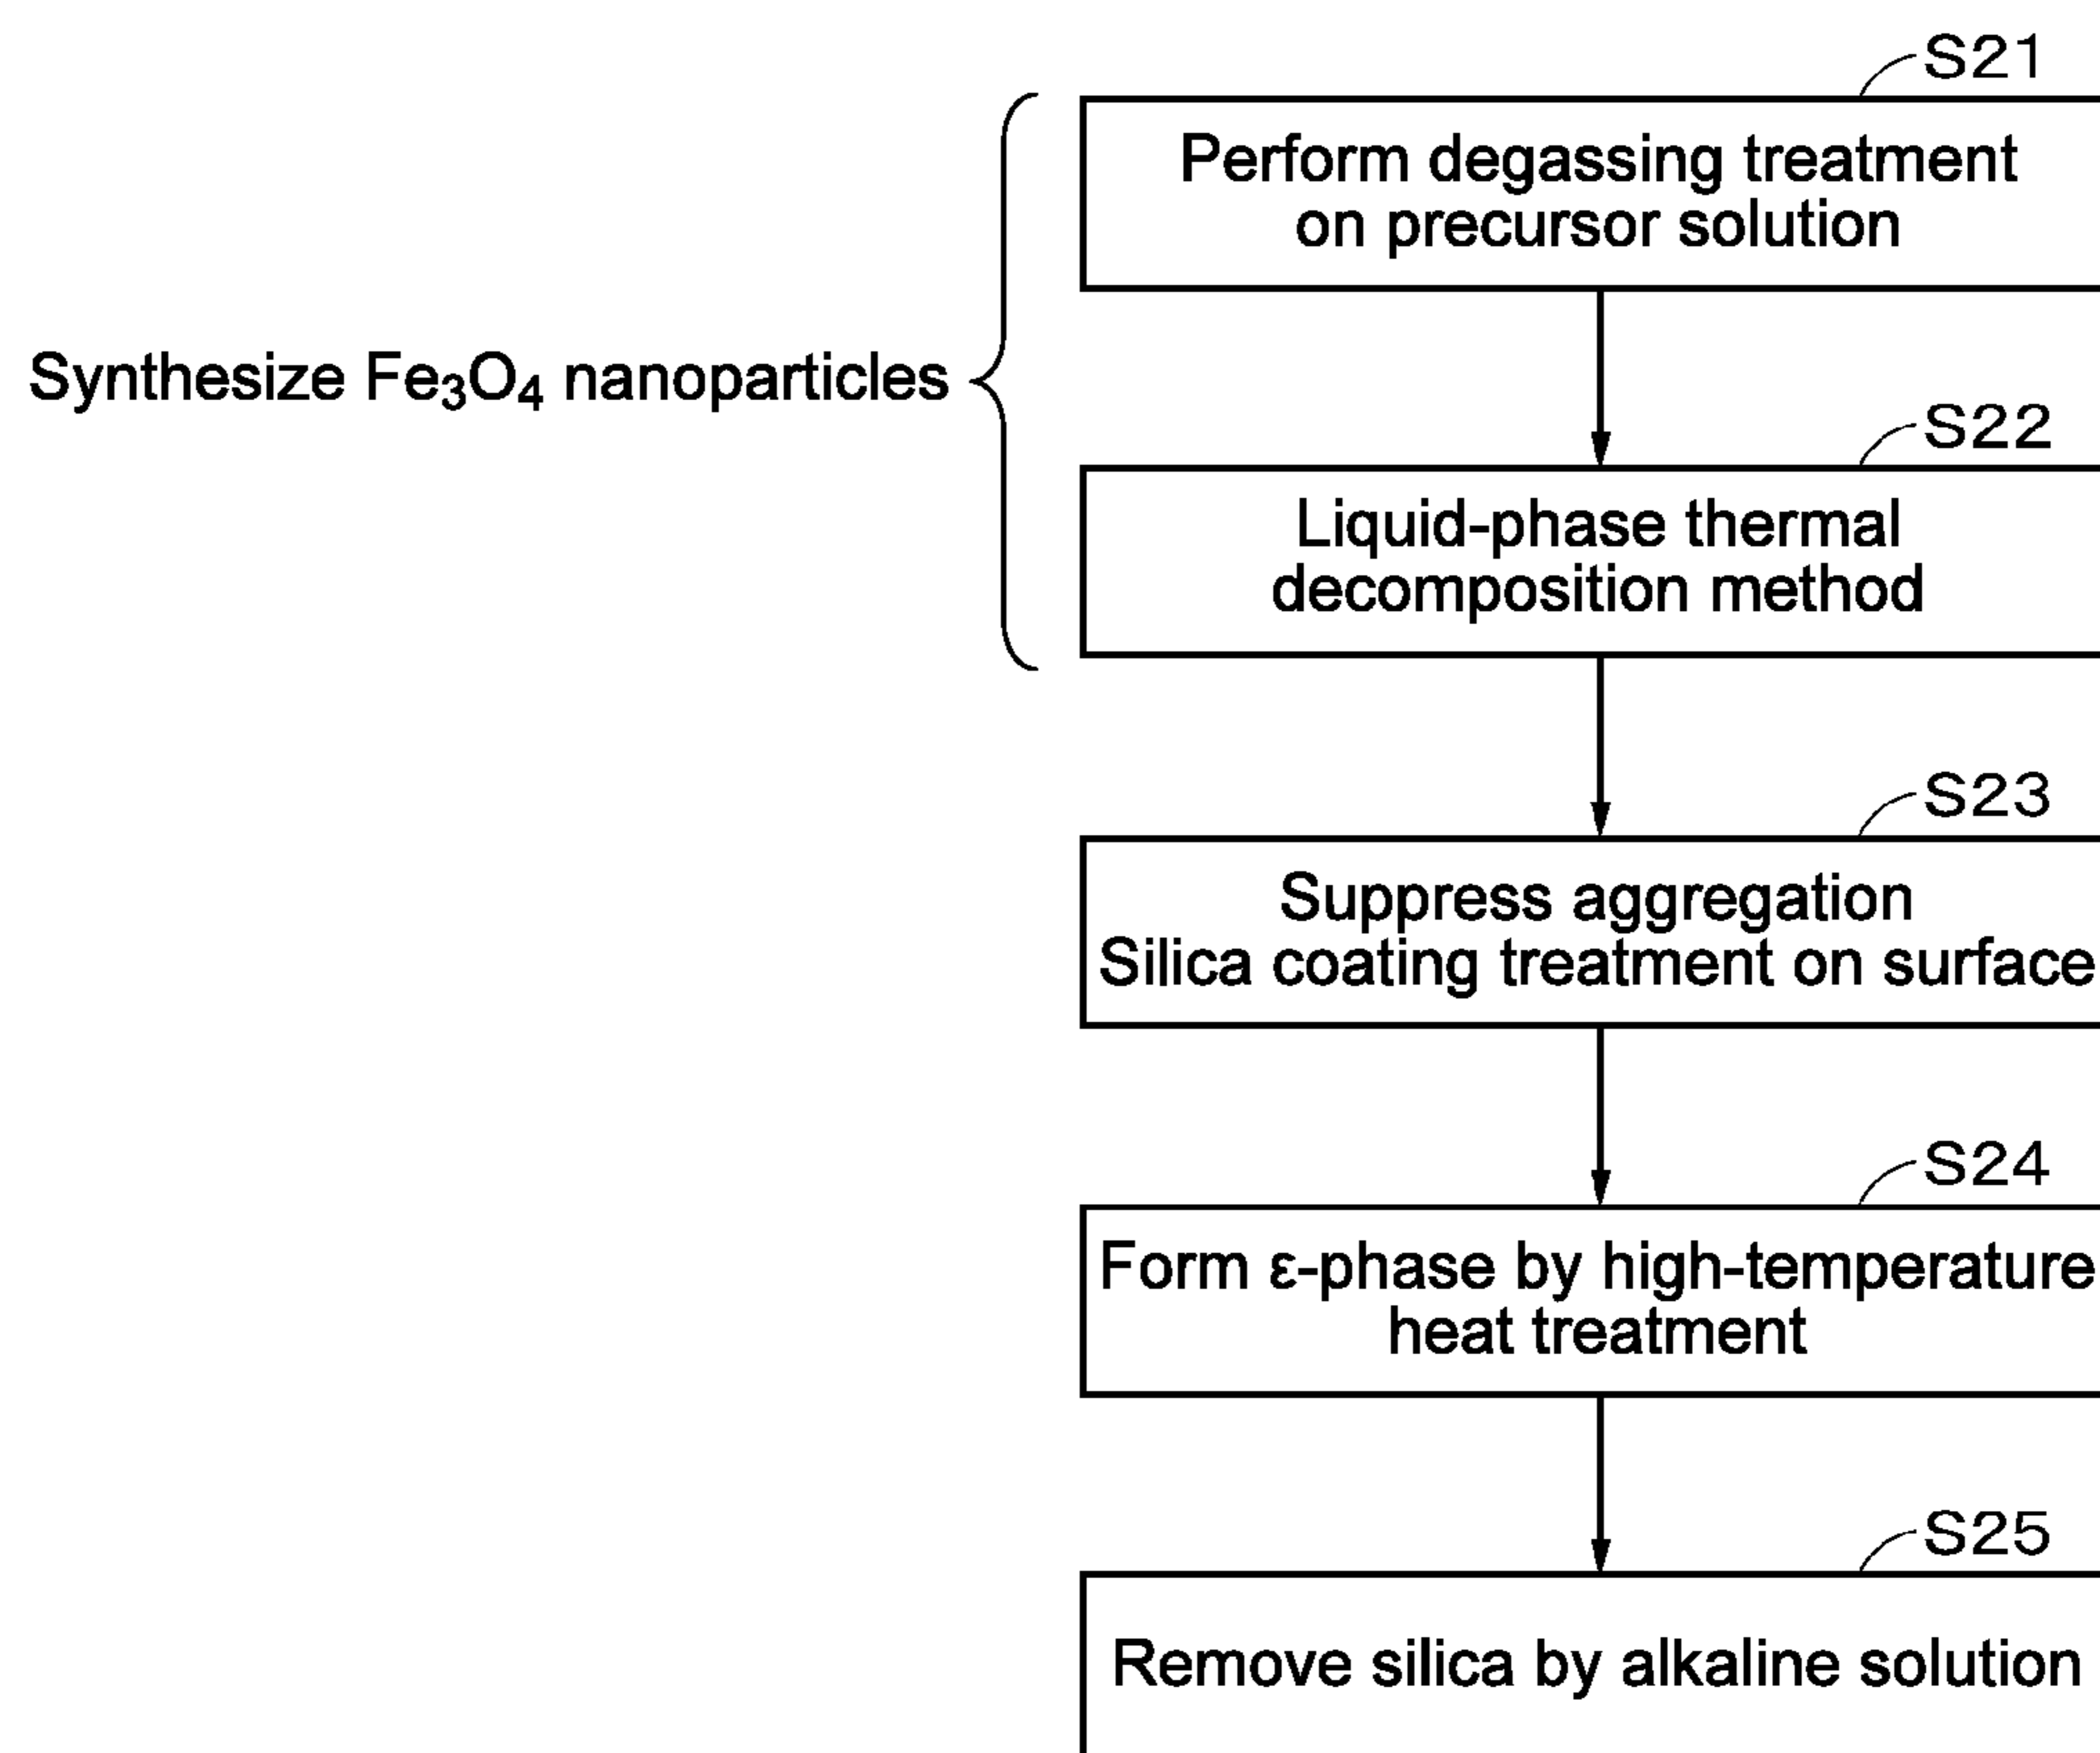 S21
Perform degassing treatment
on precursor solution
Synthesize Fe₃O₄ nanoparticles
S22
Liquid-phase thermal
decomposition method
S23
Suppress aggregation
Silica coating treatment on surface
S24
Form ε-phase by high-temperature
heat treatment
S25
Remove silica by alkaline solution